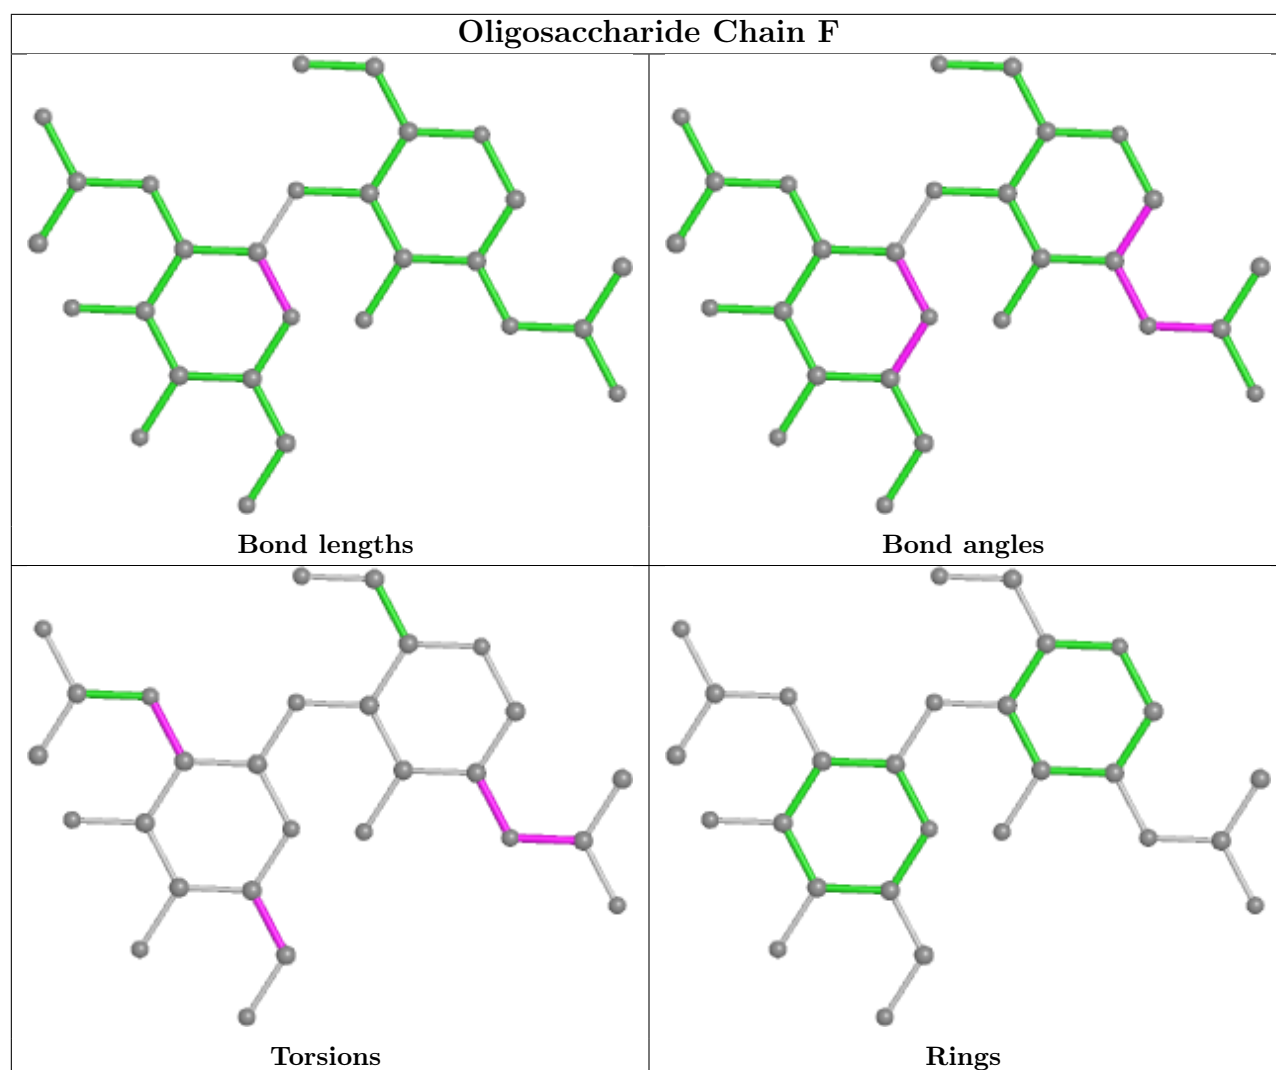 Oligosaccharide Chain F
Bond lengths
Bond angles
Torsions
Rings